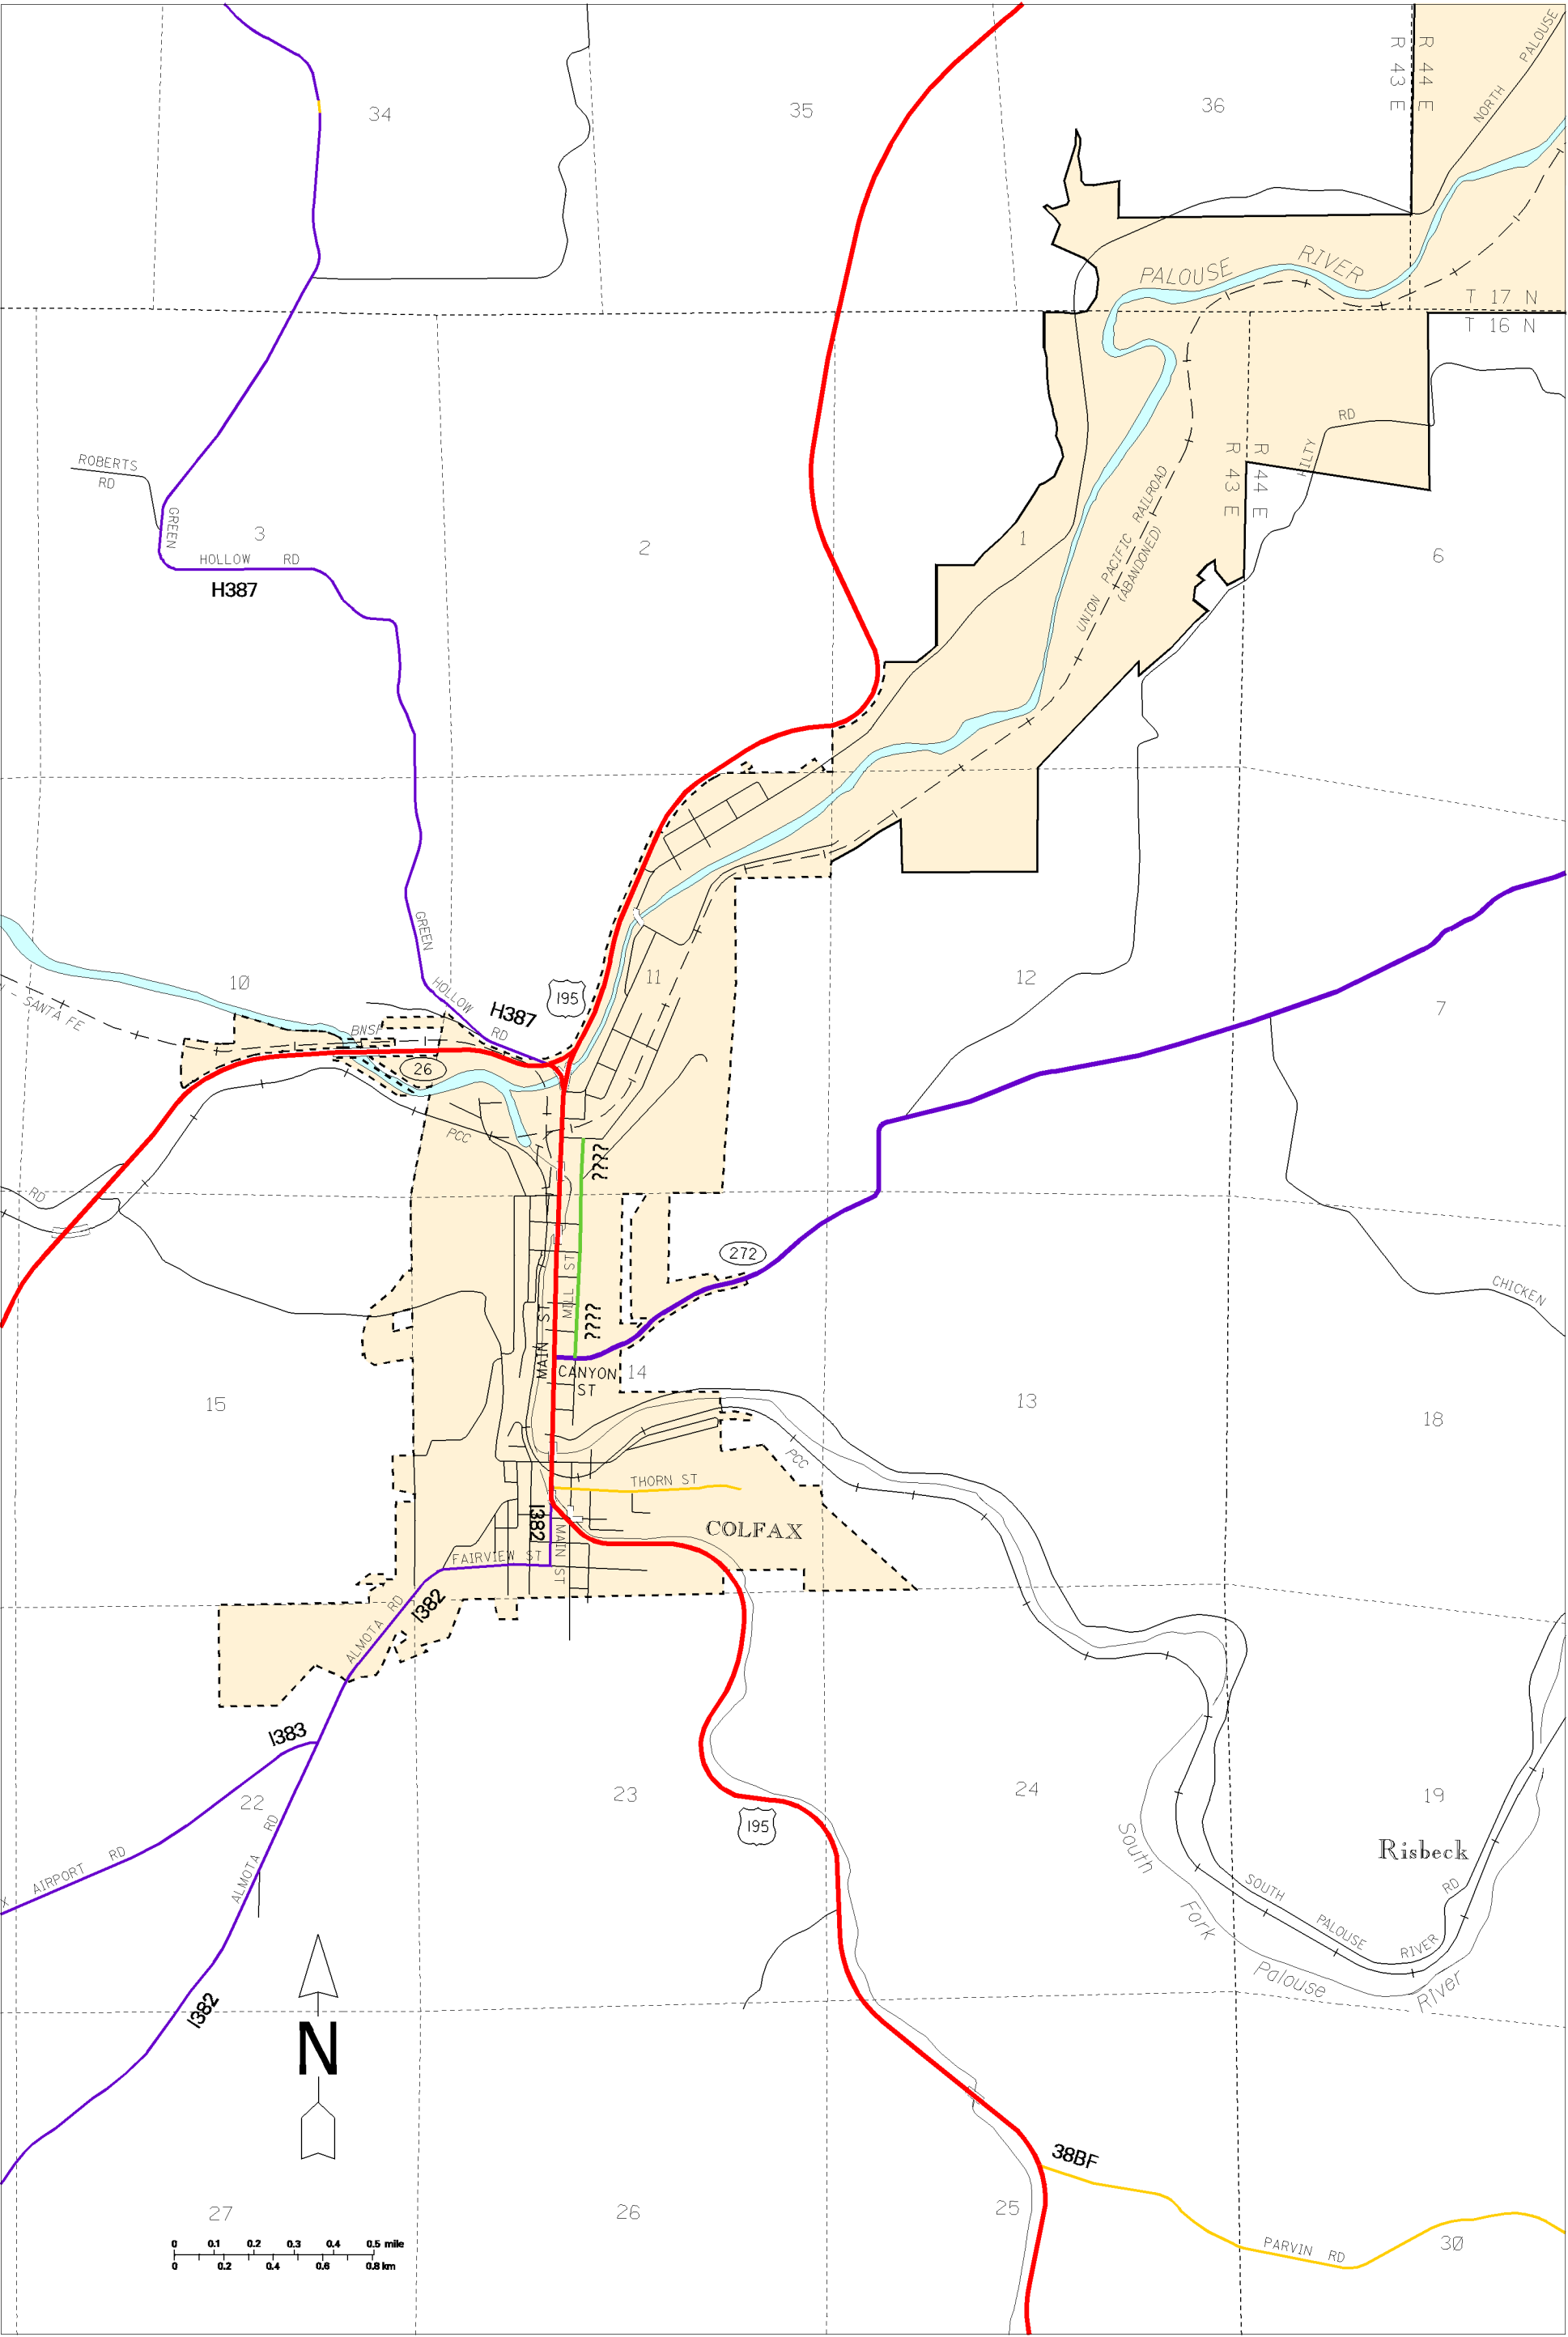 34
35
36
R 43 E
R 44 E
NORTH PALOUSE
PALOUSE RIVER
T 17 N
T 16 N
ROBERTS
RD
GREEN
3
HOLLOW RD
H387
2
1
R 43 E
R 44 E
HILTY
RD
UNION PACIFIC RAILROAD
(ABANDONED)
6
GREEN
HOLLOW
RD
H387
195
11
10
12
7
- SANTA FE
BNSF
26
PCC
RD
????
272
MILL ST
????
MAIN ST
CANYON
ST
14
CHICKEN
15
13
18
PCC
THORN ST
I382
MAIN ST
COLFAX
FAIRVIEW ST
I382
ALMOTA RD
I383
22
23
24
19
195
Risbeck
AIRPORT RD
ALMOTA RD
South
Fork
Palouse
River
SOUTH
PALOUSE
RIVER
RD
I382
N
38BF
27
26
25
30
PARVIN RD
0 0.1 0.2 0.3 0.4 0.5 mile
0 0.2 0.4 0.6 0.8 km